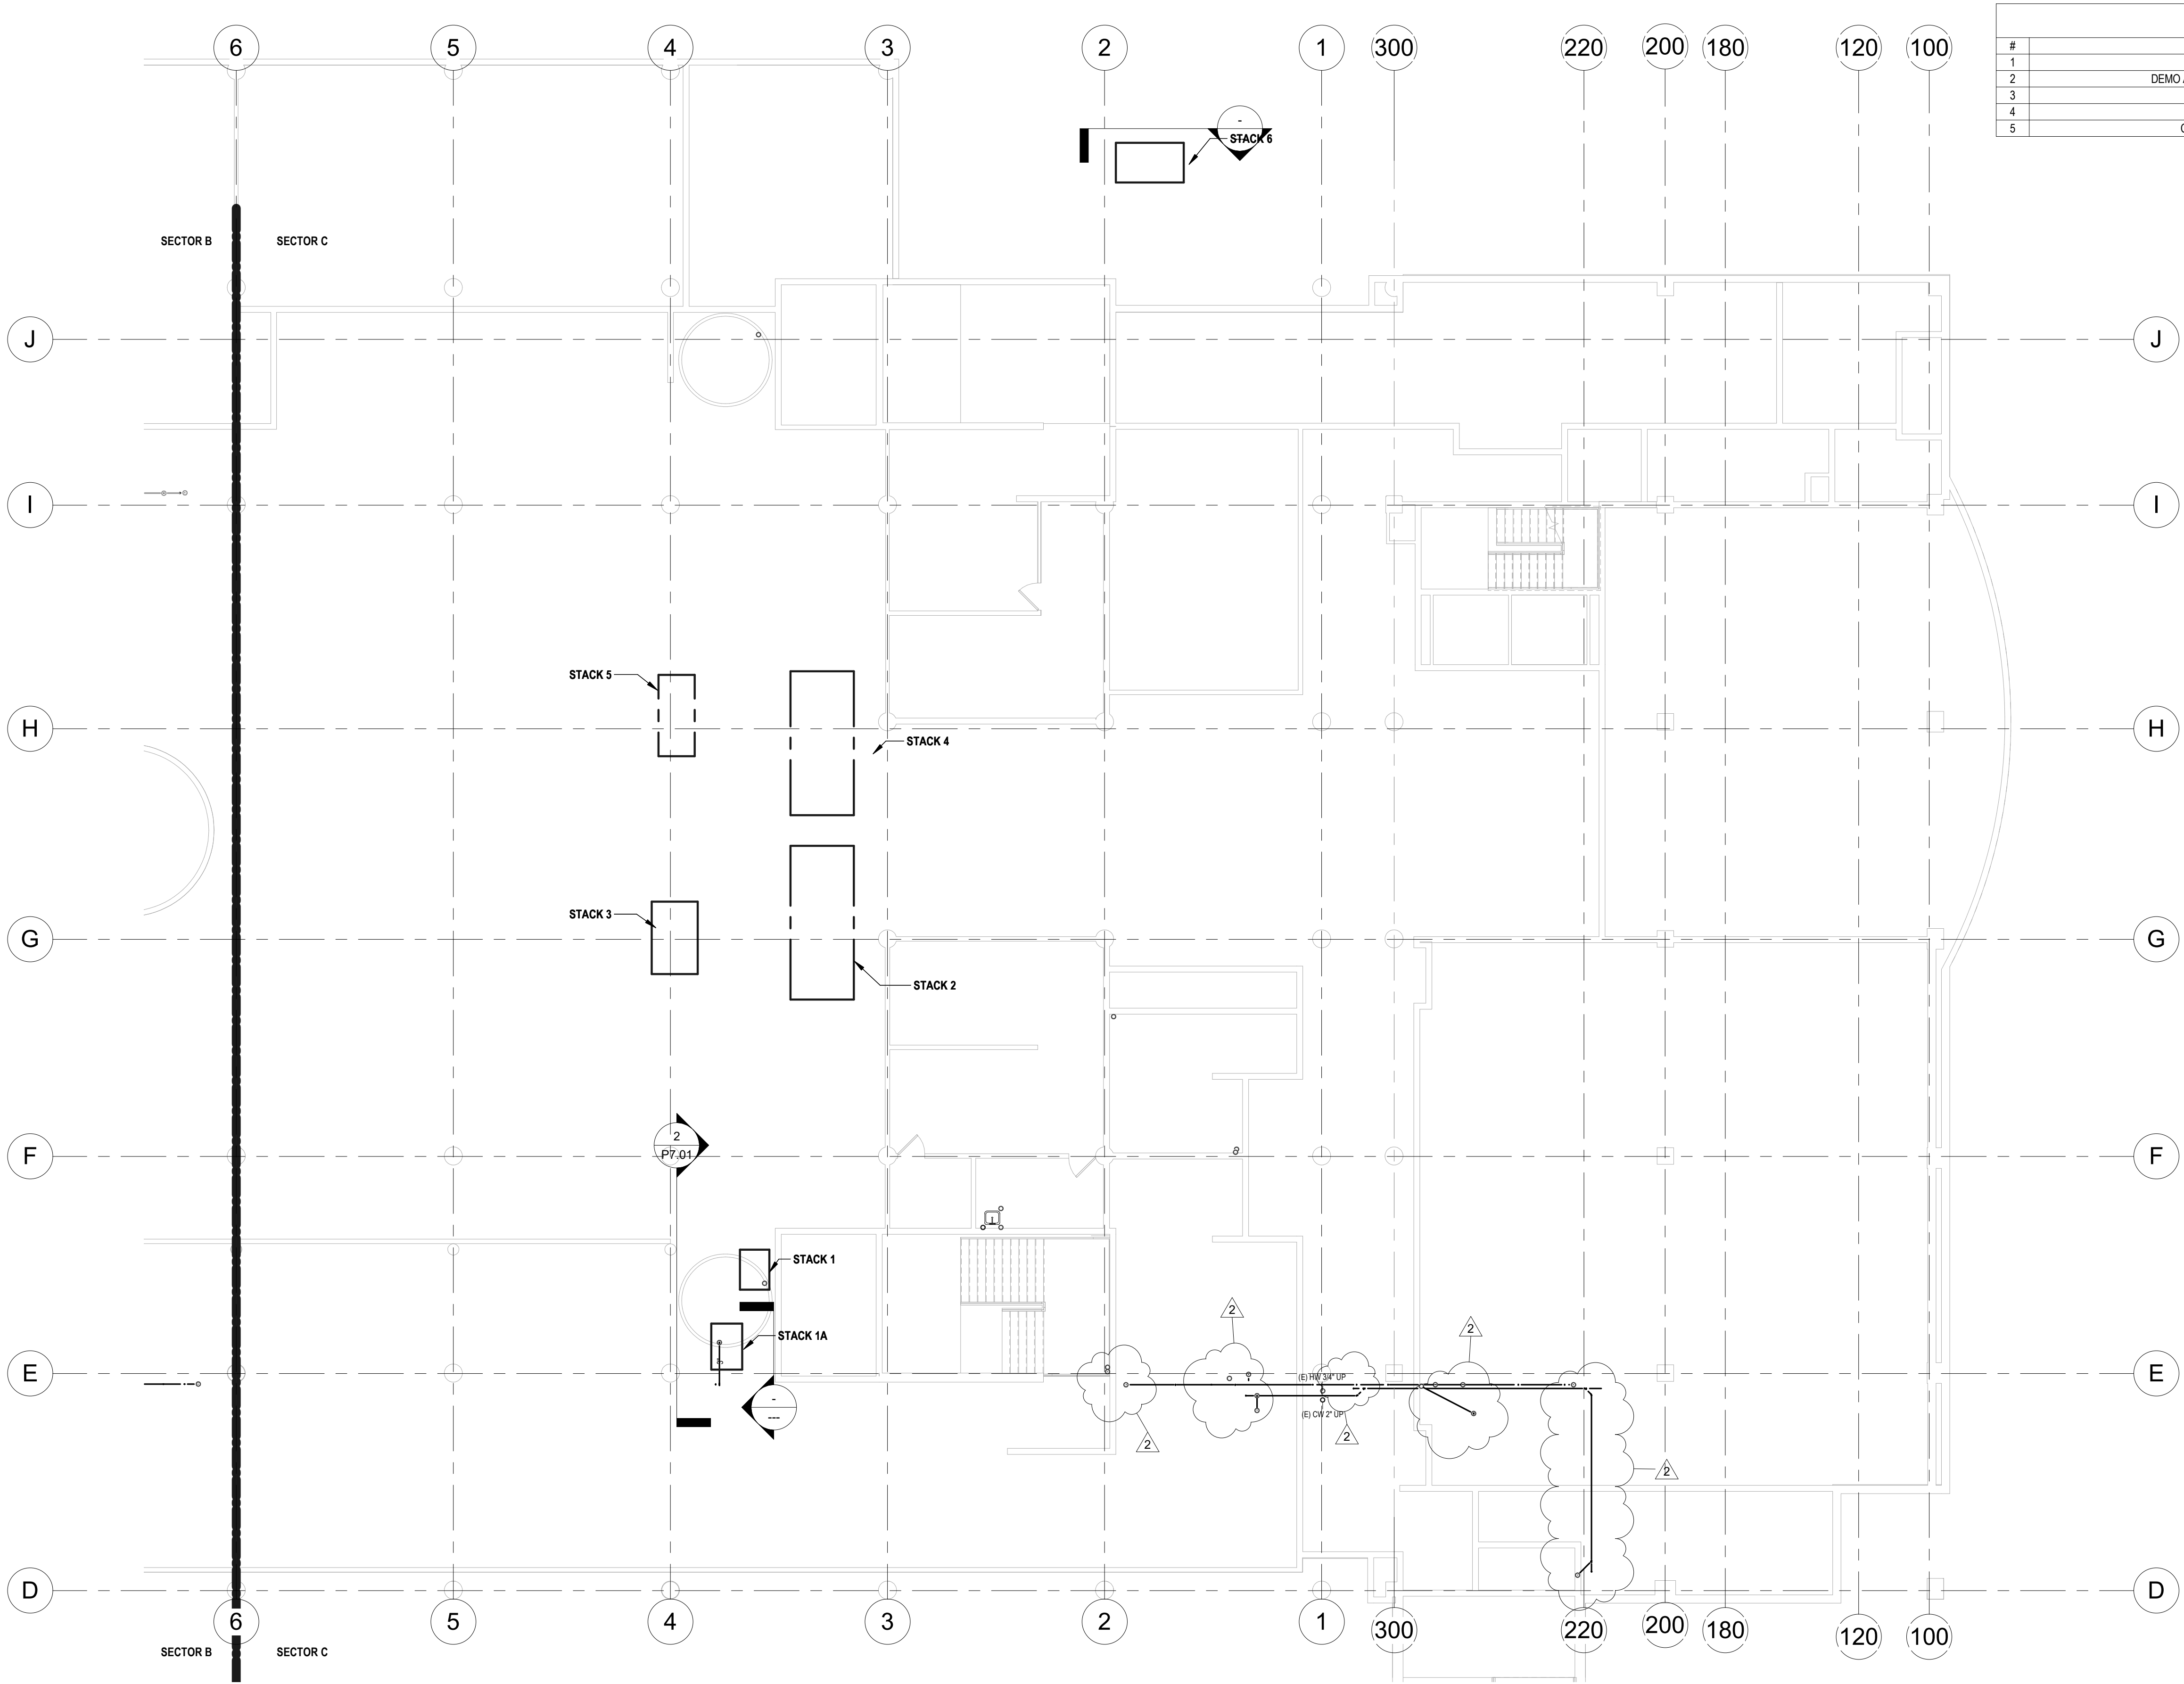 6
5
4
3
2
1
300
220
200
180
120
100
#
1
2 DEMO
3
4
5
-
STACK 6
SECTOR B
SECTOR C
J
J
I
I
STACK 5
H
H
STACK 4
STACK 3
G
G
STACK 2
2
P7.01
F
F
STACK 1
2
STACK 1A
2
E
E
(E) HW 3/4" UP
-
---
(E) CW 2" UP
2
2
2
D
D
6
5
4
3
2
1
300
220
200
180
120
100
SECTOR B
SECTOR C